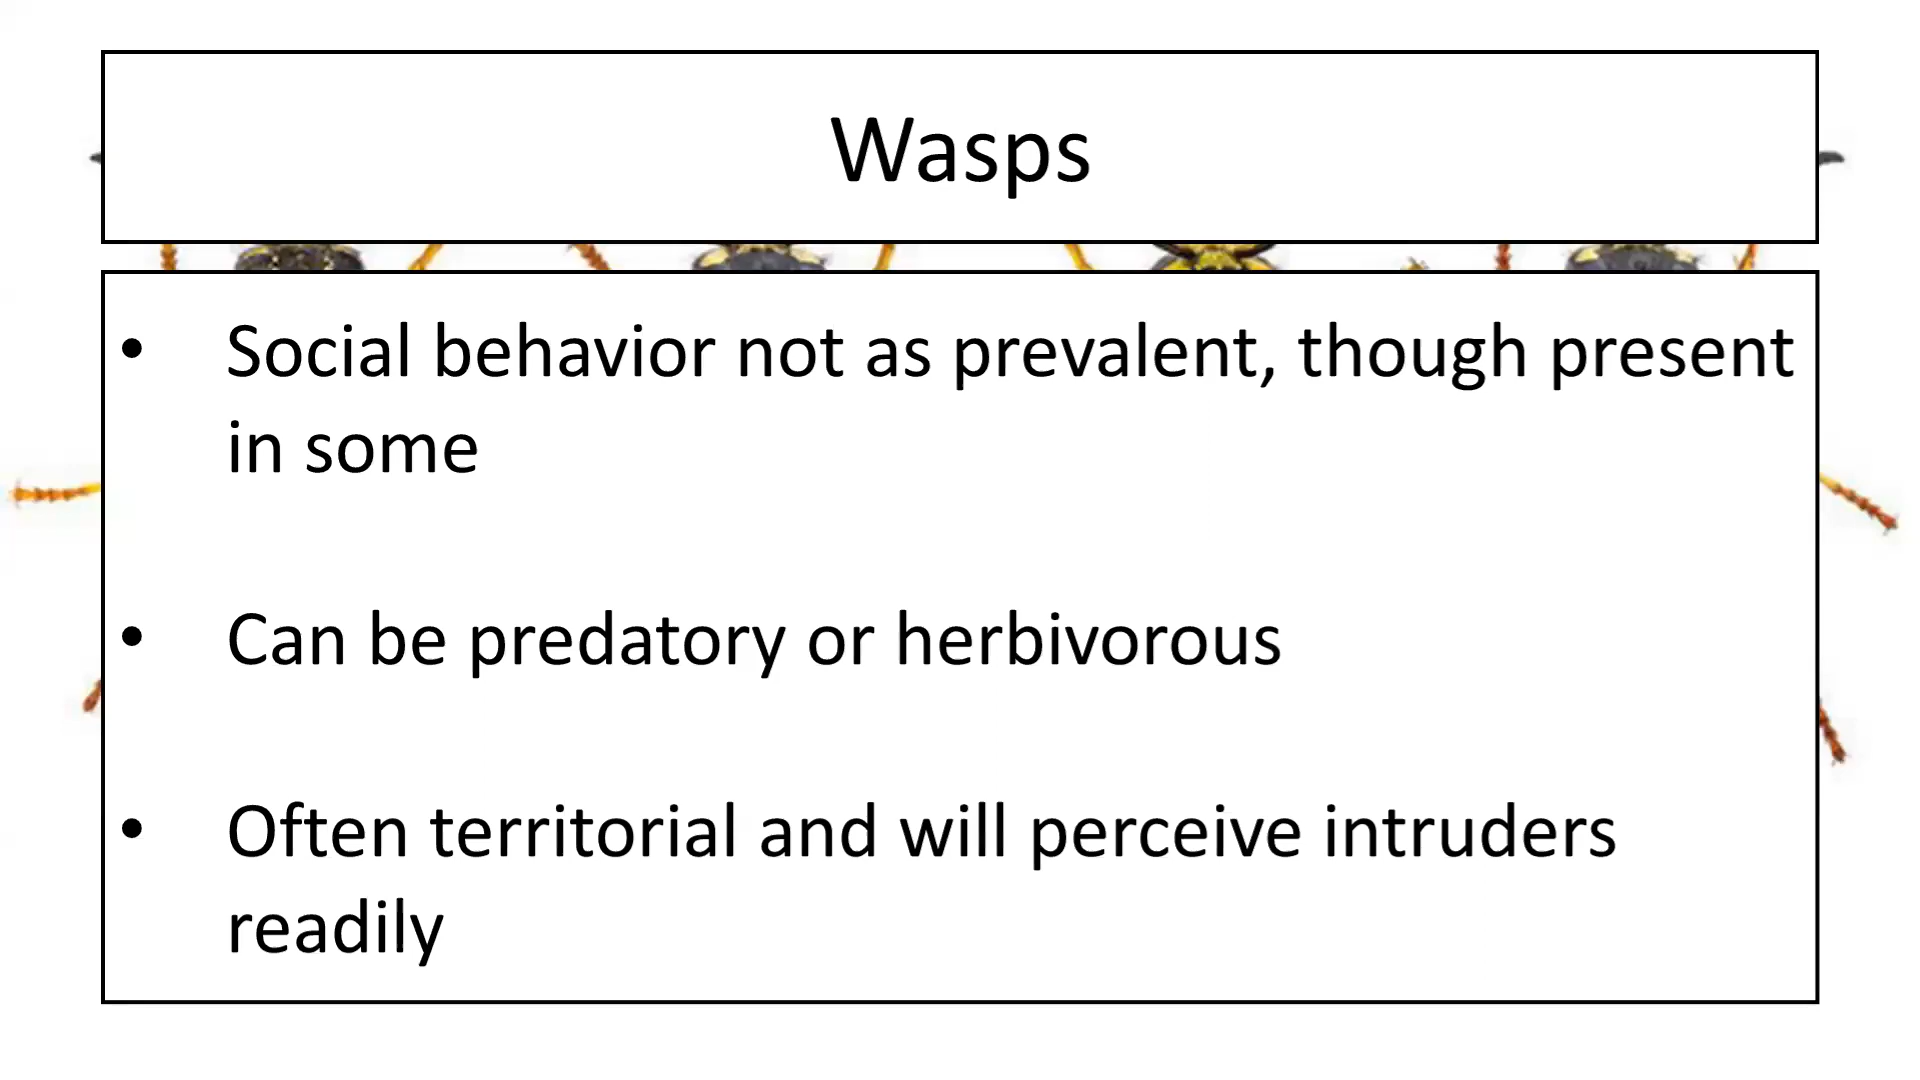 Wasps
• Social behavior not as prevalent, though present
in some
• Can be predatory or herbivorous
• Often territorial and will perceive intruders
readily